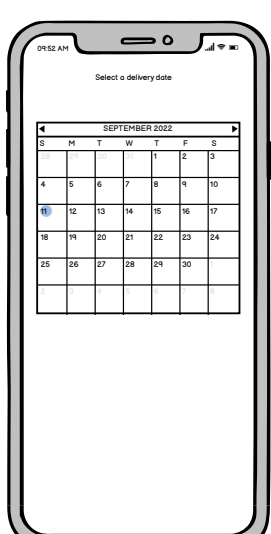 09:52 AM
Select a delivery date
SEPTEMBER 2022
S M T W T F S
28 29 30 31 1 2 3
4 5 6 7 8 9 10
11 12 13 14 15 16 17
18 19 20 21 22 23 24
25 26 27 28 29 30 1
2 3 4 5 6 7 8